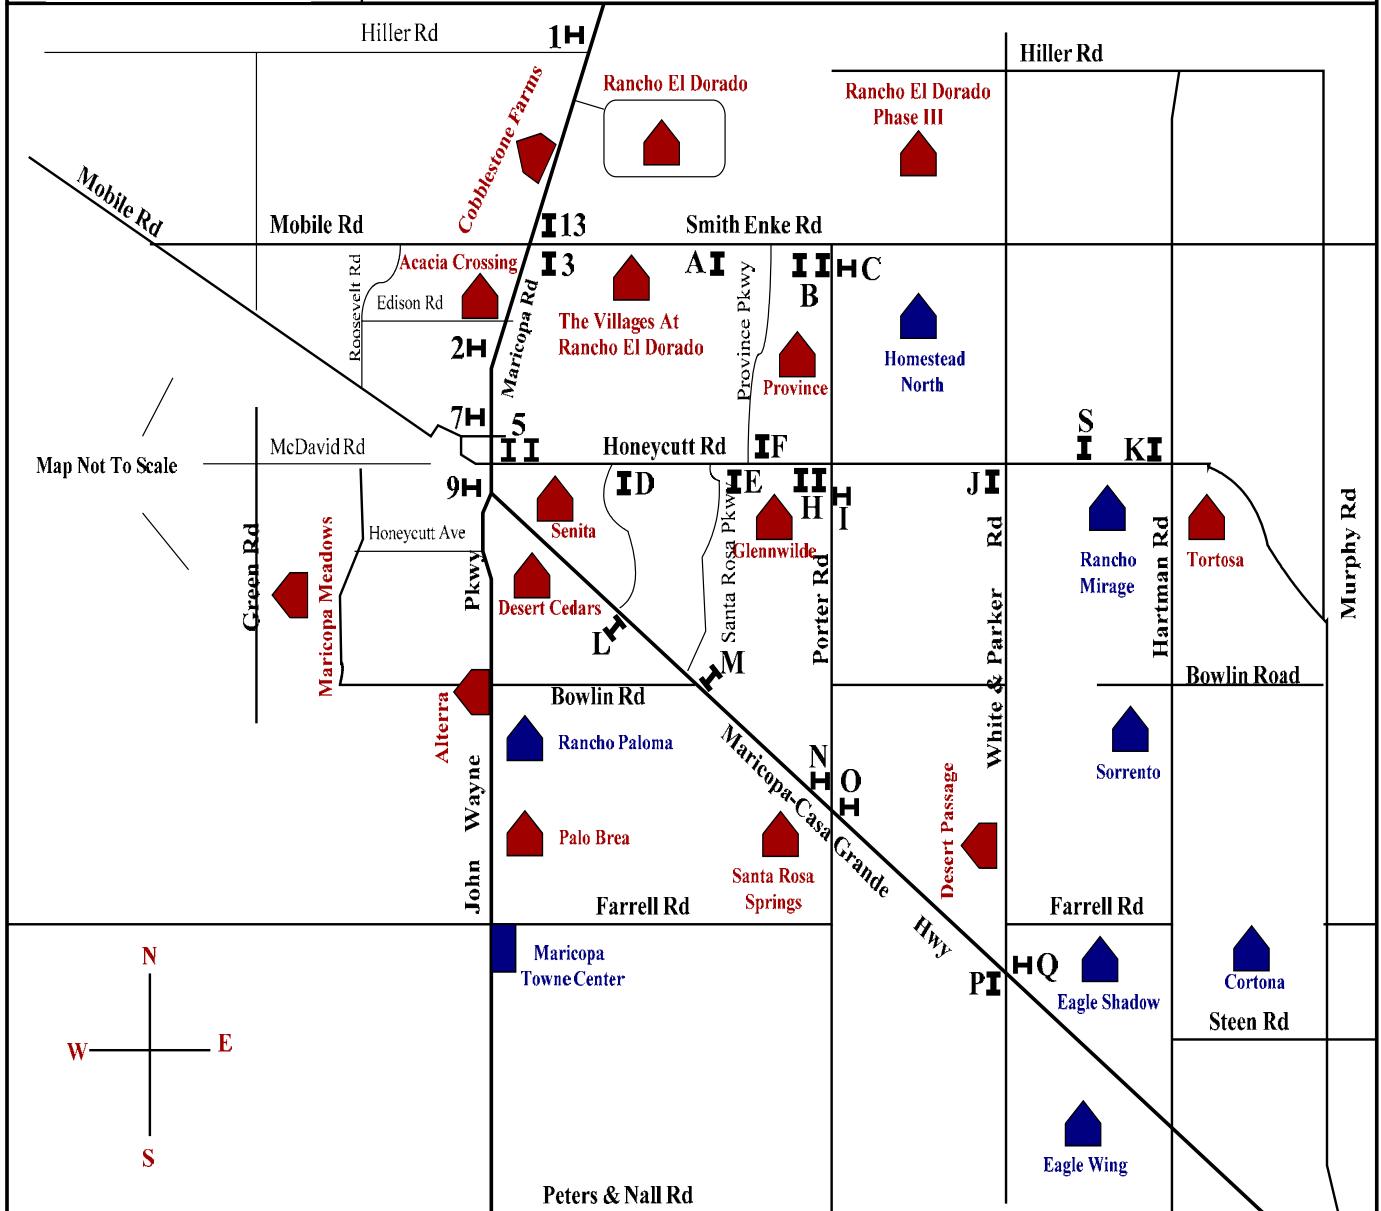 Hiller Rd
1
Hiller Rd
Cobblestone Farms
Rancho El Dorado
Rancho El Dorado
Phase III
Mobile Rd
Mobile Rd
13
Smith Enke Rd
Roosevelt Rd
Acacia Crossing
Edison Rd
Maricopa Rd
3
A
Province Pkwy
B
C
The Villages At
Rancho El Dorado
2
Province
Homestead
North
7
5
McDavid Rd
Map Not To Scale
Honeycutt Rd
F
S
K
9
D
E
H
I
J
Senita
Santa Rosa Pkwy
Glennwilde
Honeycutt Ave
Green Rd
Maricopa Meadows
Desert Cedars
Porter Rd
White & Parker Rd
Rancho
Mirage
Hartman Rd
Tortosa
Murphy Rd
L
M
Bowlin Rd
Bowlin Road
Alterra
Rancho Paloma
John Wayne Pkwy
Maricopa-Casa Grande Hwy
N
O
Sorrento
Palo Brea
Santa Rosa
Springs
Desert Passage
Farrell Rd
Farrell Rd
Maricopa
Towne Center
P
Q
Eagle Shadow
Cortona
Steen Rd
N
W
E
S
Eagle Wing
Peters & Nall Rd